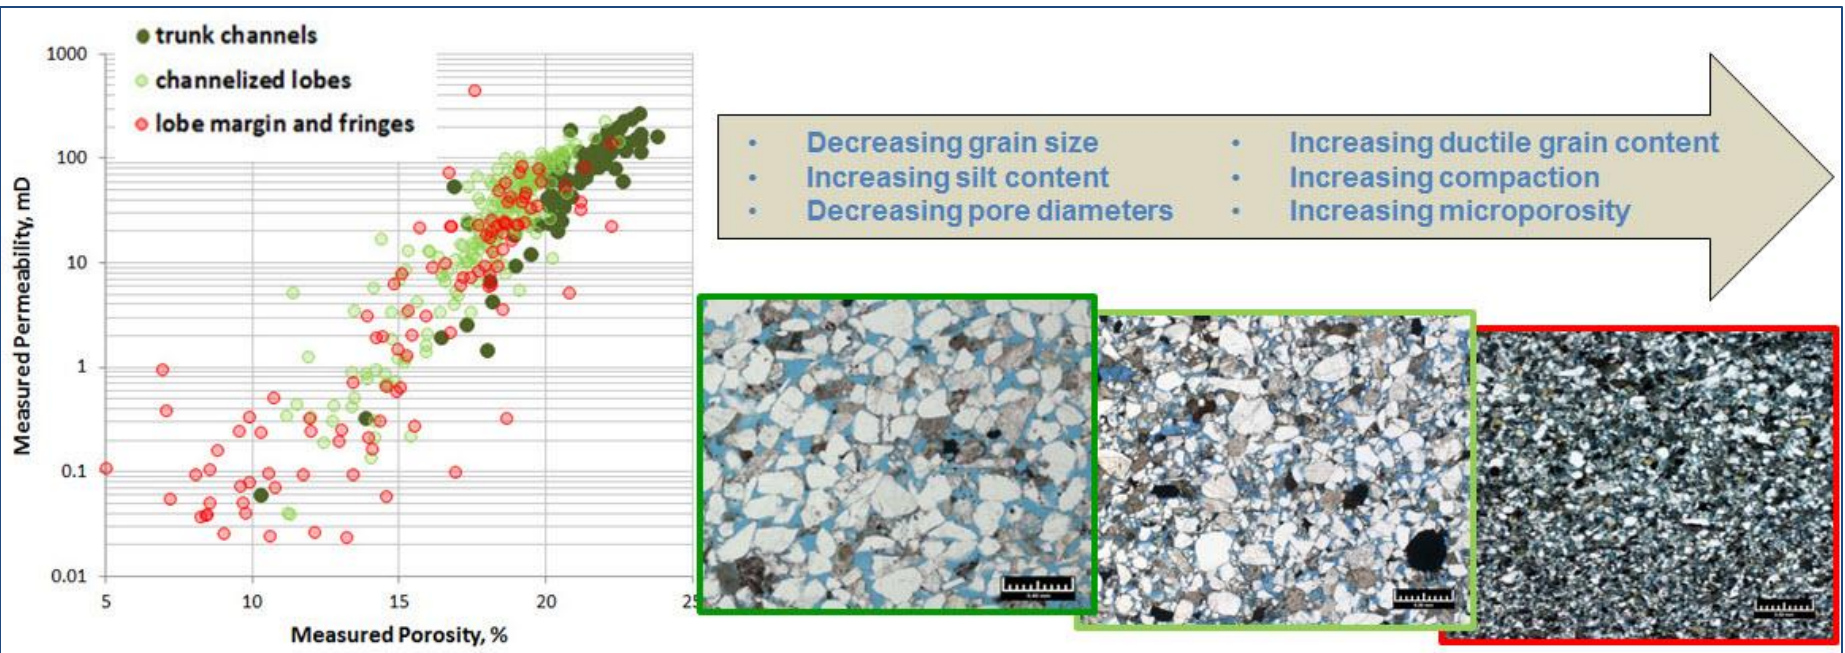 trunk channels
channelized lobes
lobe margin and fringes
1000
100
10
1
0.1
0.01
Measured Permeability, mD
5
10
15
20
25
Measured Porosity, %
• Decreasing grain size
• Increasing silt content
• Decreasing pore diameters
• Increasing ductile grain content
• Increasing compaction
• Increasing microporosity